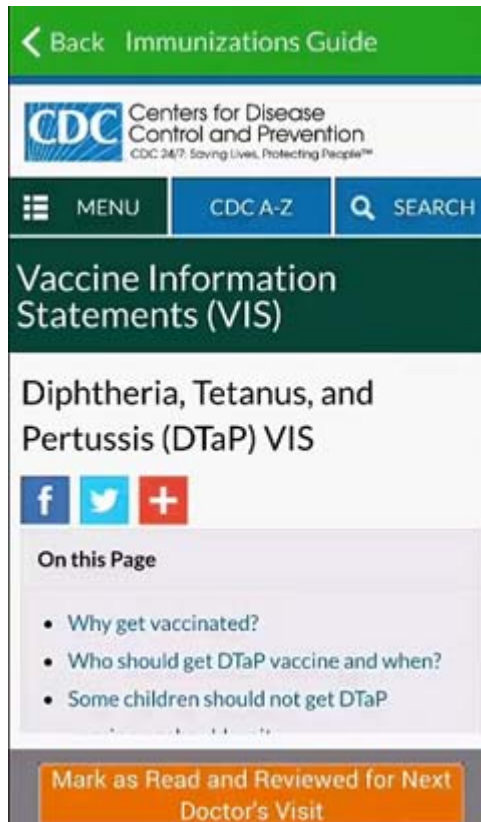 Back Immunizations Guide
CDC
Centers for Disease
Control and Prevention
CDC 24/7: Saving Lives, Protecting People™
MENU CDC A-Z SEARCH
Vaccine Information
Statements (VIS)
Diphtheria, Tetanus, and
Pertussis (DTaP) VIS
f
On this Page
• Why get vaccinated?
• Who should get DTaP vaccine and when?
• Some children should not get DTaP
Mark as Read and Reviewed for Next
Doctor's Visit